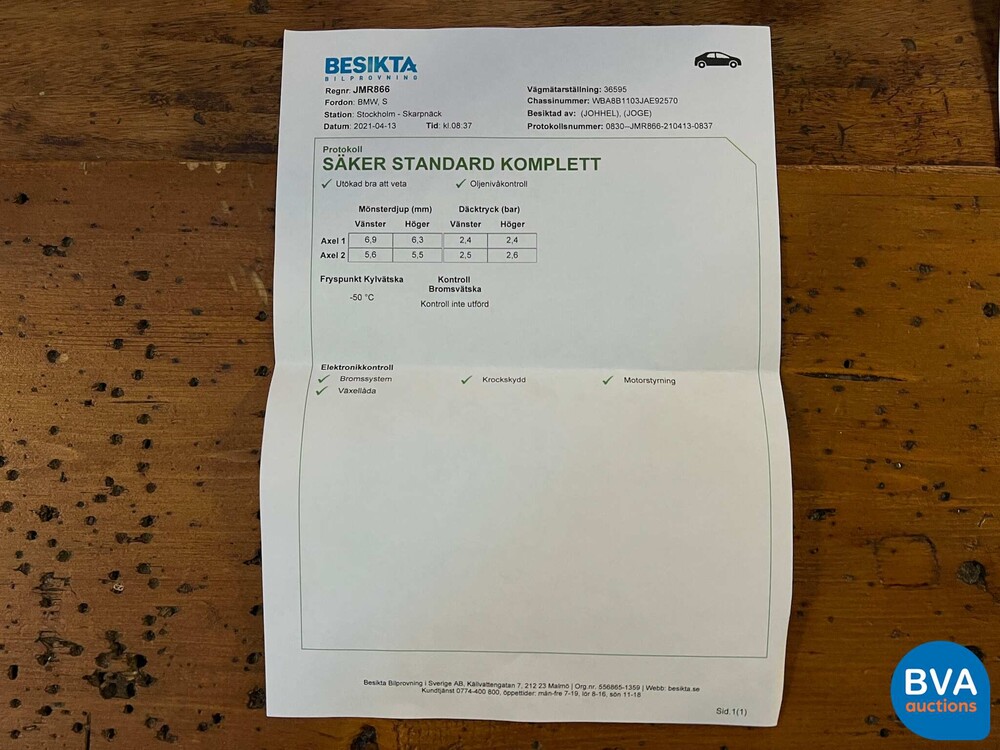 BESIKTA
BILPROVNING
Regnr: JMR866
Fordon: BMW, S
Station: Stockholm - Skarpnäck
Datum: 2021-04-13 Tid: kl.08:37
Vägmätarställning: 36595
Chassinummer: WBA8B1103JAE92570
Besiktad av: (JOHHEL), (JOGE)
Protokollsnummer: 0830--JMR866-210413-0837
Protokoll
SÄKER STANDARD KOMPLETT
Utökad bra att veta Oljenivåkontroll
Mönsterdjup (mm) Däcktryck (bar)
Vänster Höger Vänster Höger
Axel 1 6,9 6,3 2,4 2,4
Axel 2 5,6 5,5 2,5 2,6
Fryspunkt Kylvätska
-50 °C
Kontroll
Bromsvätska
Kontroll inte utförd
Elektronikkontroll
Bromssystem Krockskydd Motorstyrning
Växellåda
Besikta Bilprovning i Sverige AB, Källvattengatan 7, 212 23 Malmö | Org.nr. 556865-1359 | Webb: besikta.se
Kundtjänst 0774-400 800, öppettider: mån-fre 7-19, lör 8-16, sön 11-18
Sid.1(1)
BVA
auctions